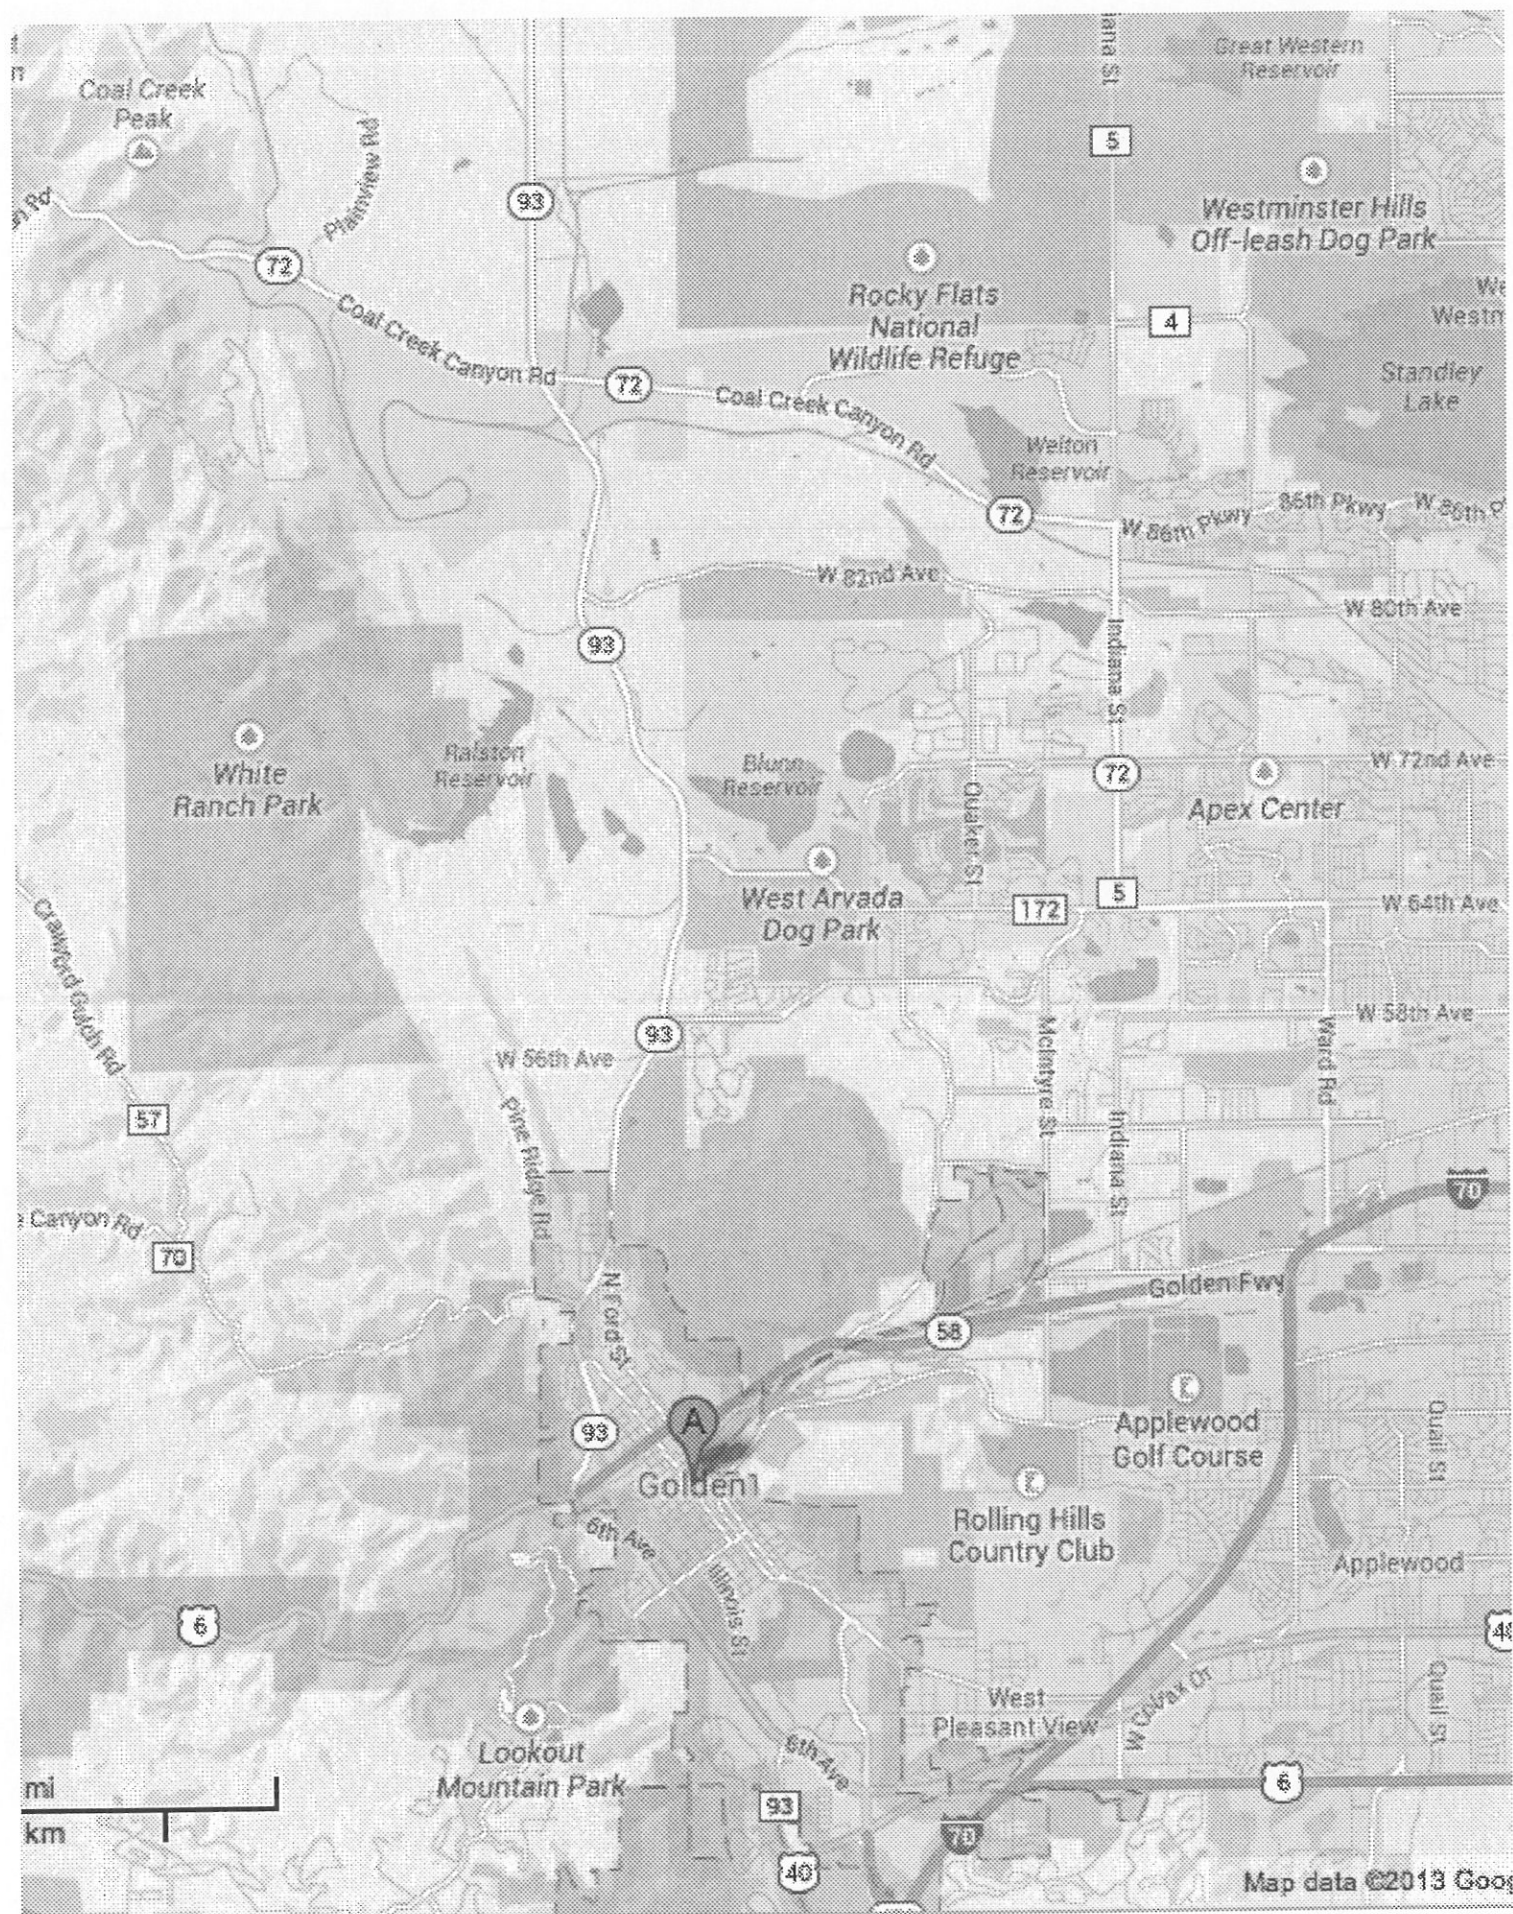 iana St
Great Western
Reservoir
Coal Creek
Peak
5
Plainview Rd
93
Westminster Hills
Off-leash Dog Park
72
Rocky Flats
National
Wildlife Refuge
4
Coal Creek Canyon Rd
72
Coal Creek Canyon Rd
Standley
Lake
Welton
Reservoir
72
W 86th Pkwy
86th Pkwy
W 86th P
W 82nd Ave
W 80th Ave
93
Indiana St
White
Ranch Park
Ralston
Reservoir
Blunn
Reservoir
72
W 72nd Ave
Apex Center
Quaker St
West Arvada
Dog Park
172
5
W 64th Ave
Crawford Gulch Rd
93
W 56th Ave
W 58th Ave
McIntyre St
Ward Rd
57
Pine Ridge Rd
Indiana St
70
Canyon Rd
70
N Ford St
Golden Fwy
58
93
A
Golden1
Applewood
Golf Course
Quail St
6th Ave
Rolling Hills
Country Club
Applewood
Illinois St
6
West
Pleasant View
W Colfax Dr
Quail St
Lookout
Mountain Park
6th Ave
6
mi
km
93
70
40
Map data ©2013 Goog